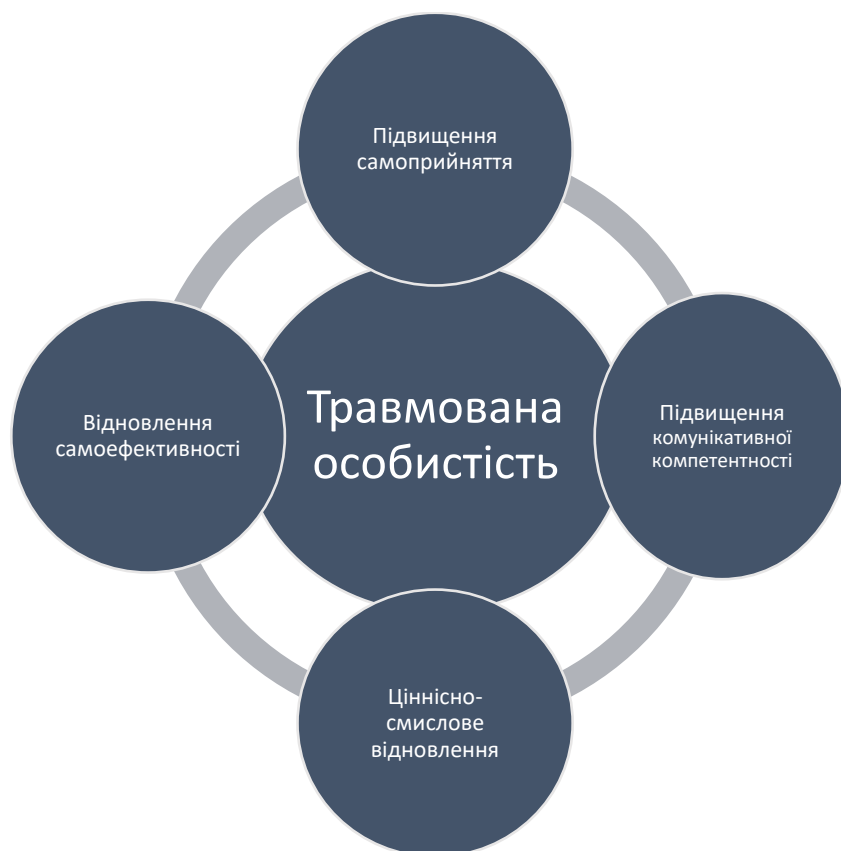 Підвищення
самоприйняття
Травмована
особистість
Підвищення
комунікативної
компетентності
Ціннісно-
смислове
відновлення
Відновлення
самоефективності